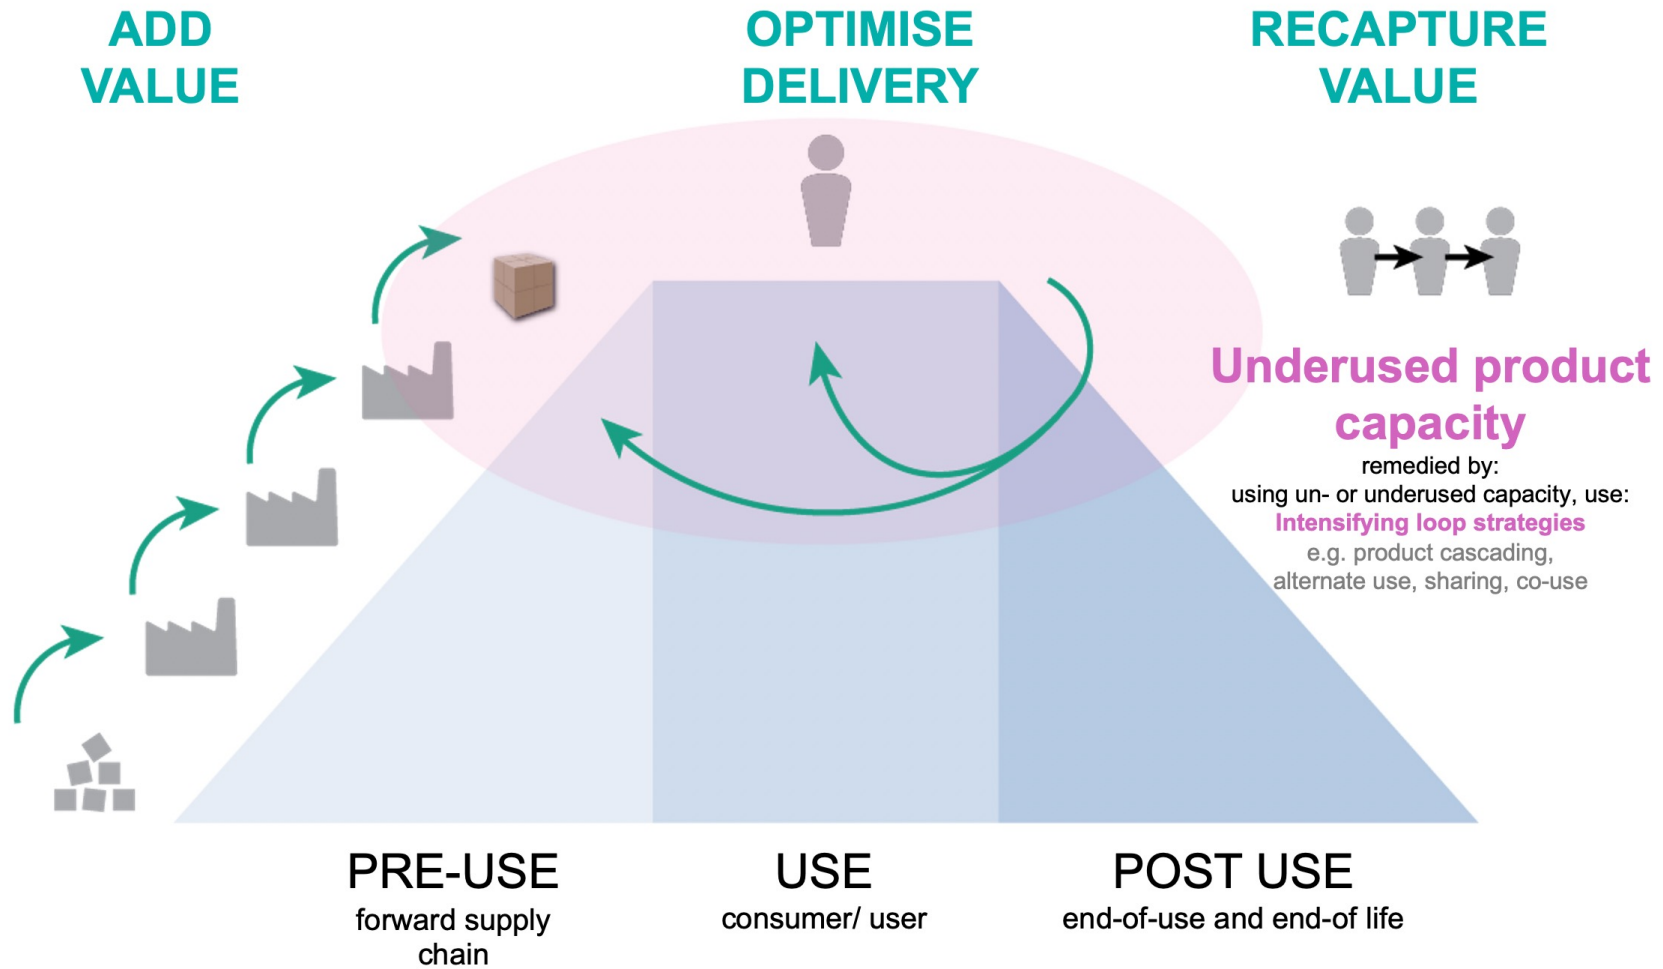 ADD
VALUE
OPTIMISE
DELIVERY
RECAPTURE
VALUE
Underused product
capacity
remedied by:
using un- or underused capacity, use:
Intensifying loop strategies
e.g. product cascading,
alternate use, sharing, co-use
PRE-USE
forward supply
chain
USE
consumer/ user
POST USE
end-of-use and end-of life